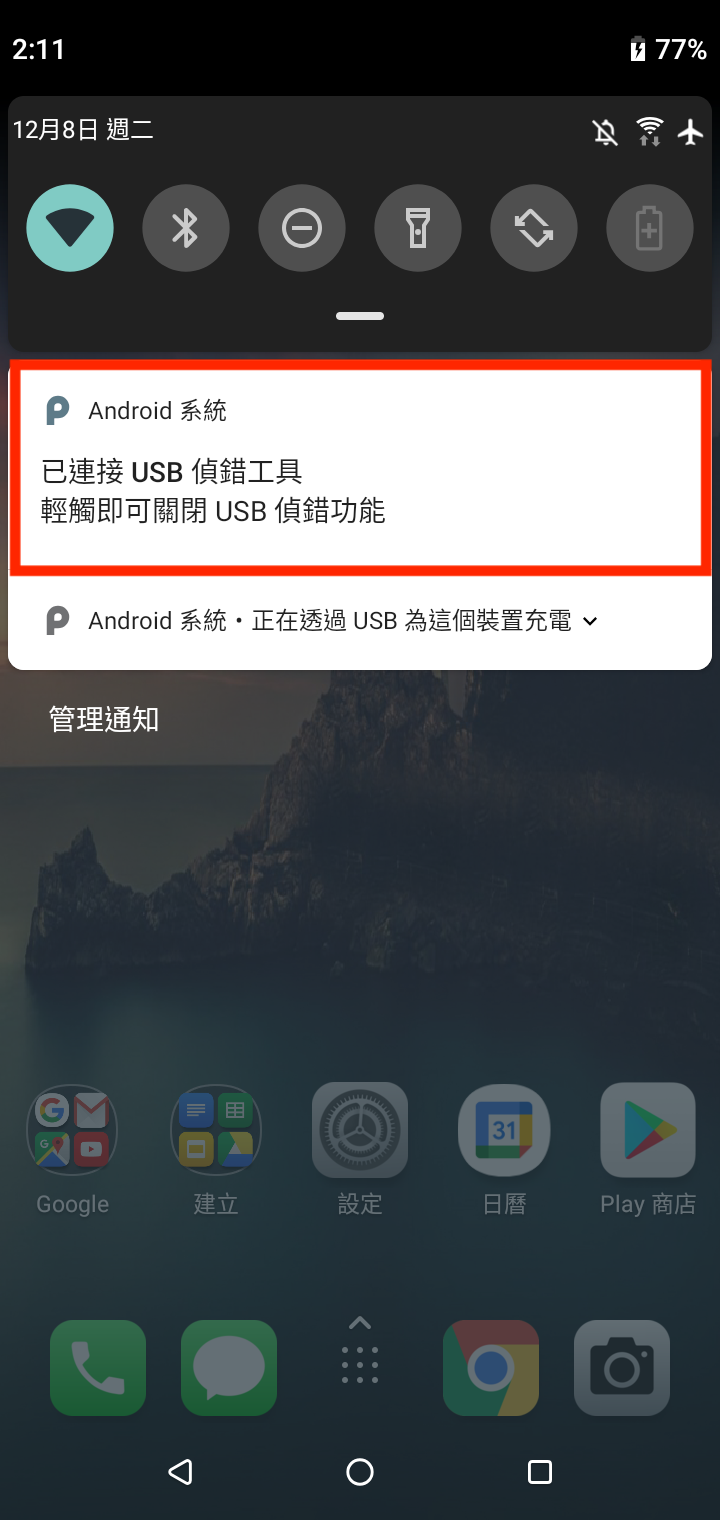 2:11
77%
12月8日 週二
Android 系統
已連接 USB 偵錯工具
輕觸即可關閉 USB 偵錯功能
Android 系統・正在透過 USB 為這個裝置充電
管理通知
G
31
Google
建立
設定
日曆
Play 商店